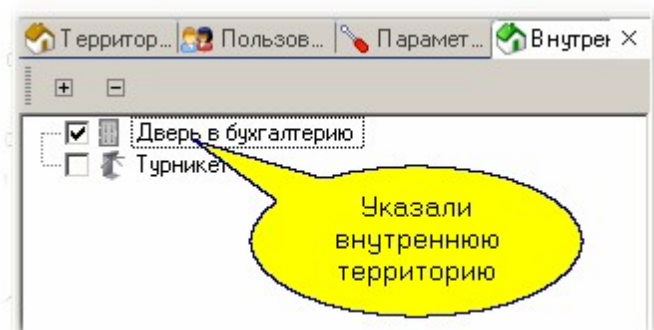 Территор... Пользов... Парамет... Внутрен
Дверь в бухгалтерию
Турникет
Указали
внутреннюю
территорию